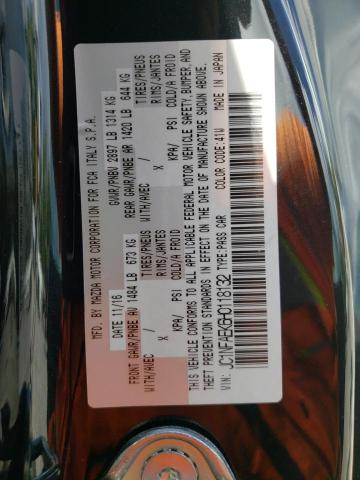 MFD. BY MAZDA MOTOR CORPORATION FOR FCA ITALY S.P.A.
DATE 11/16 GVWR/PNBV 2897 LB 1314 KG
FRONT GAWR/PNBE AV 1484 LB 673 KG REAR GAWR/PNBE AR 1420 LB 644 KG
WITH/AVEC / TIRES/PNEUS WITH/AVEC / TIRES/PNEUS
X RIMS/JANTES X RIMS/JANTES
KPA/ PSI COLD/A FROID KPA/ PSI COLD/A FROID
CONFORMS TO ALL APPLICABLE FEDERAL MOTOR VEHICLE SAFETY, BUMPER, AND
THEFT PREVENTION STANDARDS IN EFFECT ON THE DATE OF MANUFACTURE SHOWN ABOVE.
VIN: JC1NFAEK6H0118132 TYPE:PASS CAR COLOR CODE:41W MADE IN JAPAN